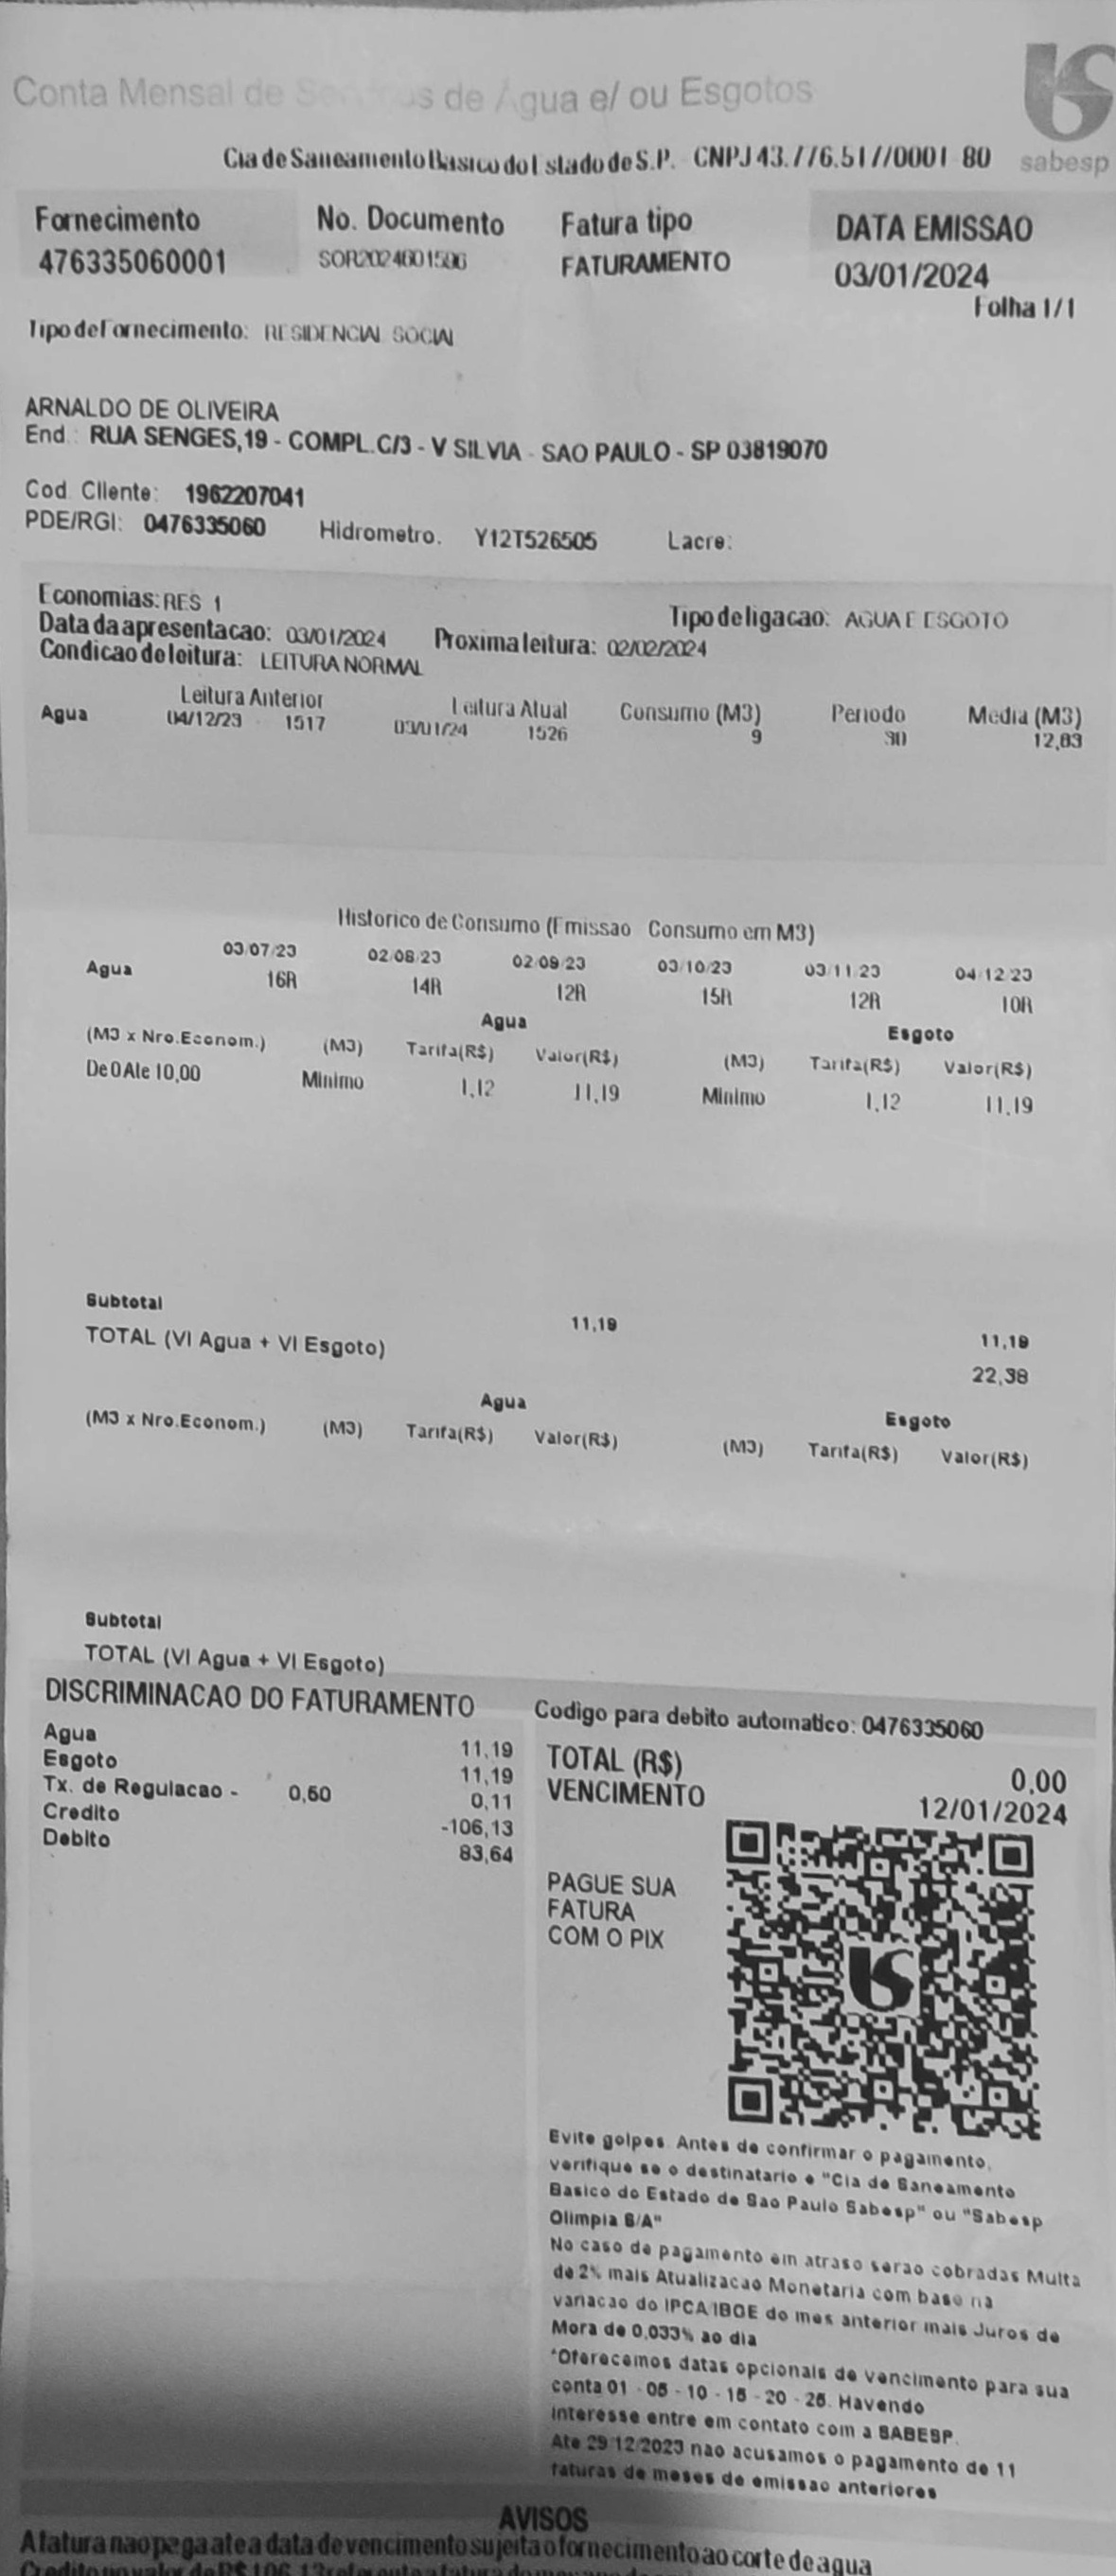 Conta Mensal de Servicos de Agua e/ ou Esgotos
sabesp
Cia de Saneamento Basico do Estado de S.P. CNPJ 43.776.517/0001 80
Fornecimento No. Documento Fatura tipo DATA EMISSAO
476335060001 FATURAMENTO 03/01/2024
Folha 1/1
Tipo de Fornecimento: RESIDENCIAL SOCIAL
ARNALDO DE OLIVEIRA
End.: RUA SENGES, 19 - COMPL. C/3 - V SILVIA - SAO PAULO - SP 03819070
Cod. Cliente: 1962207041
PDE/RGI: 0476335060 Hidrometro. Y12T526505 Lacre:
Economias: RES 1 Tipo de ligacao: AGUA E ESGOTO
Data da apresentacao: 03/01/2024 Proxima leitura: 02/02/2024
Condicao de leitura: LEITURA NORMAL
Leitura Anterior Leitura Atual Consumo (M3) Periodo Media (M3)
Agua 04/12/23 1517 03/01/24 1526 9 30 12,83
Historico de Consumo (Emissao Consumo em M3)
03/07/23 02/08/23 02/09/23 03/10/23 03/11/23 04/12/23
Agua 16R 14R 12R 15R 12R 10R
Agua Esgoto
(M3 x Nro.Econom.) (M3) Tarifa(R$) Valor(R$) (M3) Tarifa(R$) Valor(R$)
De 0 Ate 10,00 Minimo 1,12 11,19 Minimo 1,12 11,19
Subtotal 11,19 11,19
TOTAL (Vl Agua + Vl Esgoto) 22,38
Agua Esgoto
(M3 x Nro.Econom.) (M3) Tarifa(R$) Valor(R$) (M3) Tarifa(R$) Valor(R$)
Subtotal
TOTAL (Vl Agua + Vl Esgoto)
DISCRIMINACAO DO FATURAMENTO
Agua 11,19
Esgoto 11,19
Tx. de Regulacao - 0,50 0,11
Credito -106,13
Debito 83,64
Codigo para debito automatico: 0476335060
TOTAL (R$) 0,00
VENCIMENTO 12/01/2024
PAGUE SUA
FATURA
COM O PIX
Evite golpes. Antes de confirmar o pagamento,
verifique se o destinatario e "Cia de Saneamento
Basico do Estado de Sao Paulo Sabesp" ou "Sabesp
Olimpia S/A"
No caso de pagamento em atraso serao cobradas Multa
de 2% mais Atualizacao Monetaria com base na
variacao do IPCA/IBGE do mes anterior mais Juros de
Mora de 0,033% ao dia
*Oferecemos datas opcionais de vencimento para sua
conta 01 - 05 - 10 - 15 - 20 - 25. Havendo
interesse entre em contato com a SABESP.
Ate 29/12/2023 nao acusamos o pagamento de 11
faturas de meses de emissao anteriores
AVISOS
A fatura nao paga ate a data de vencimento sujeita o fornecimento ao corte de agua
Credito no valor de R$ 106,13 referente a fatura do